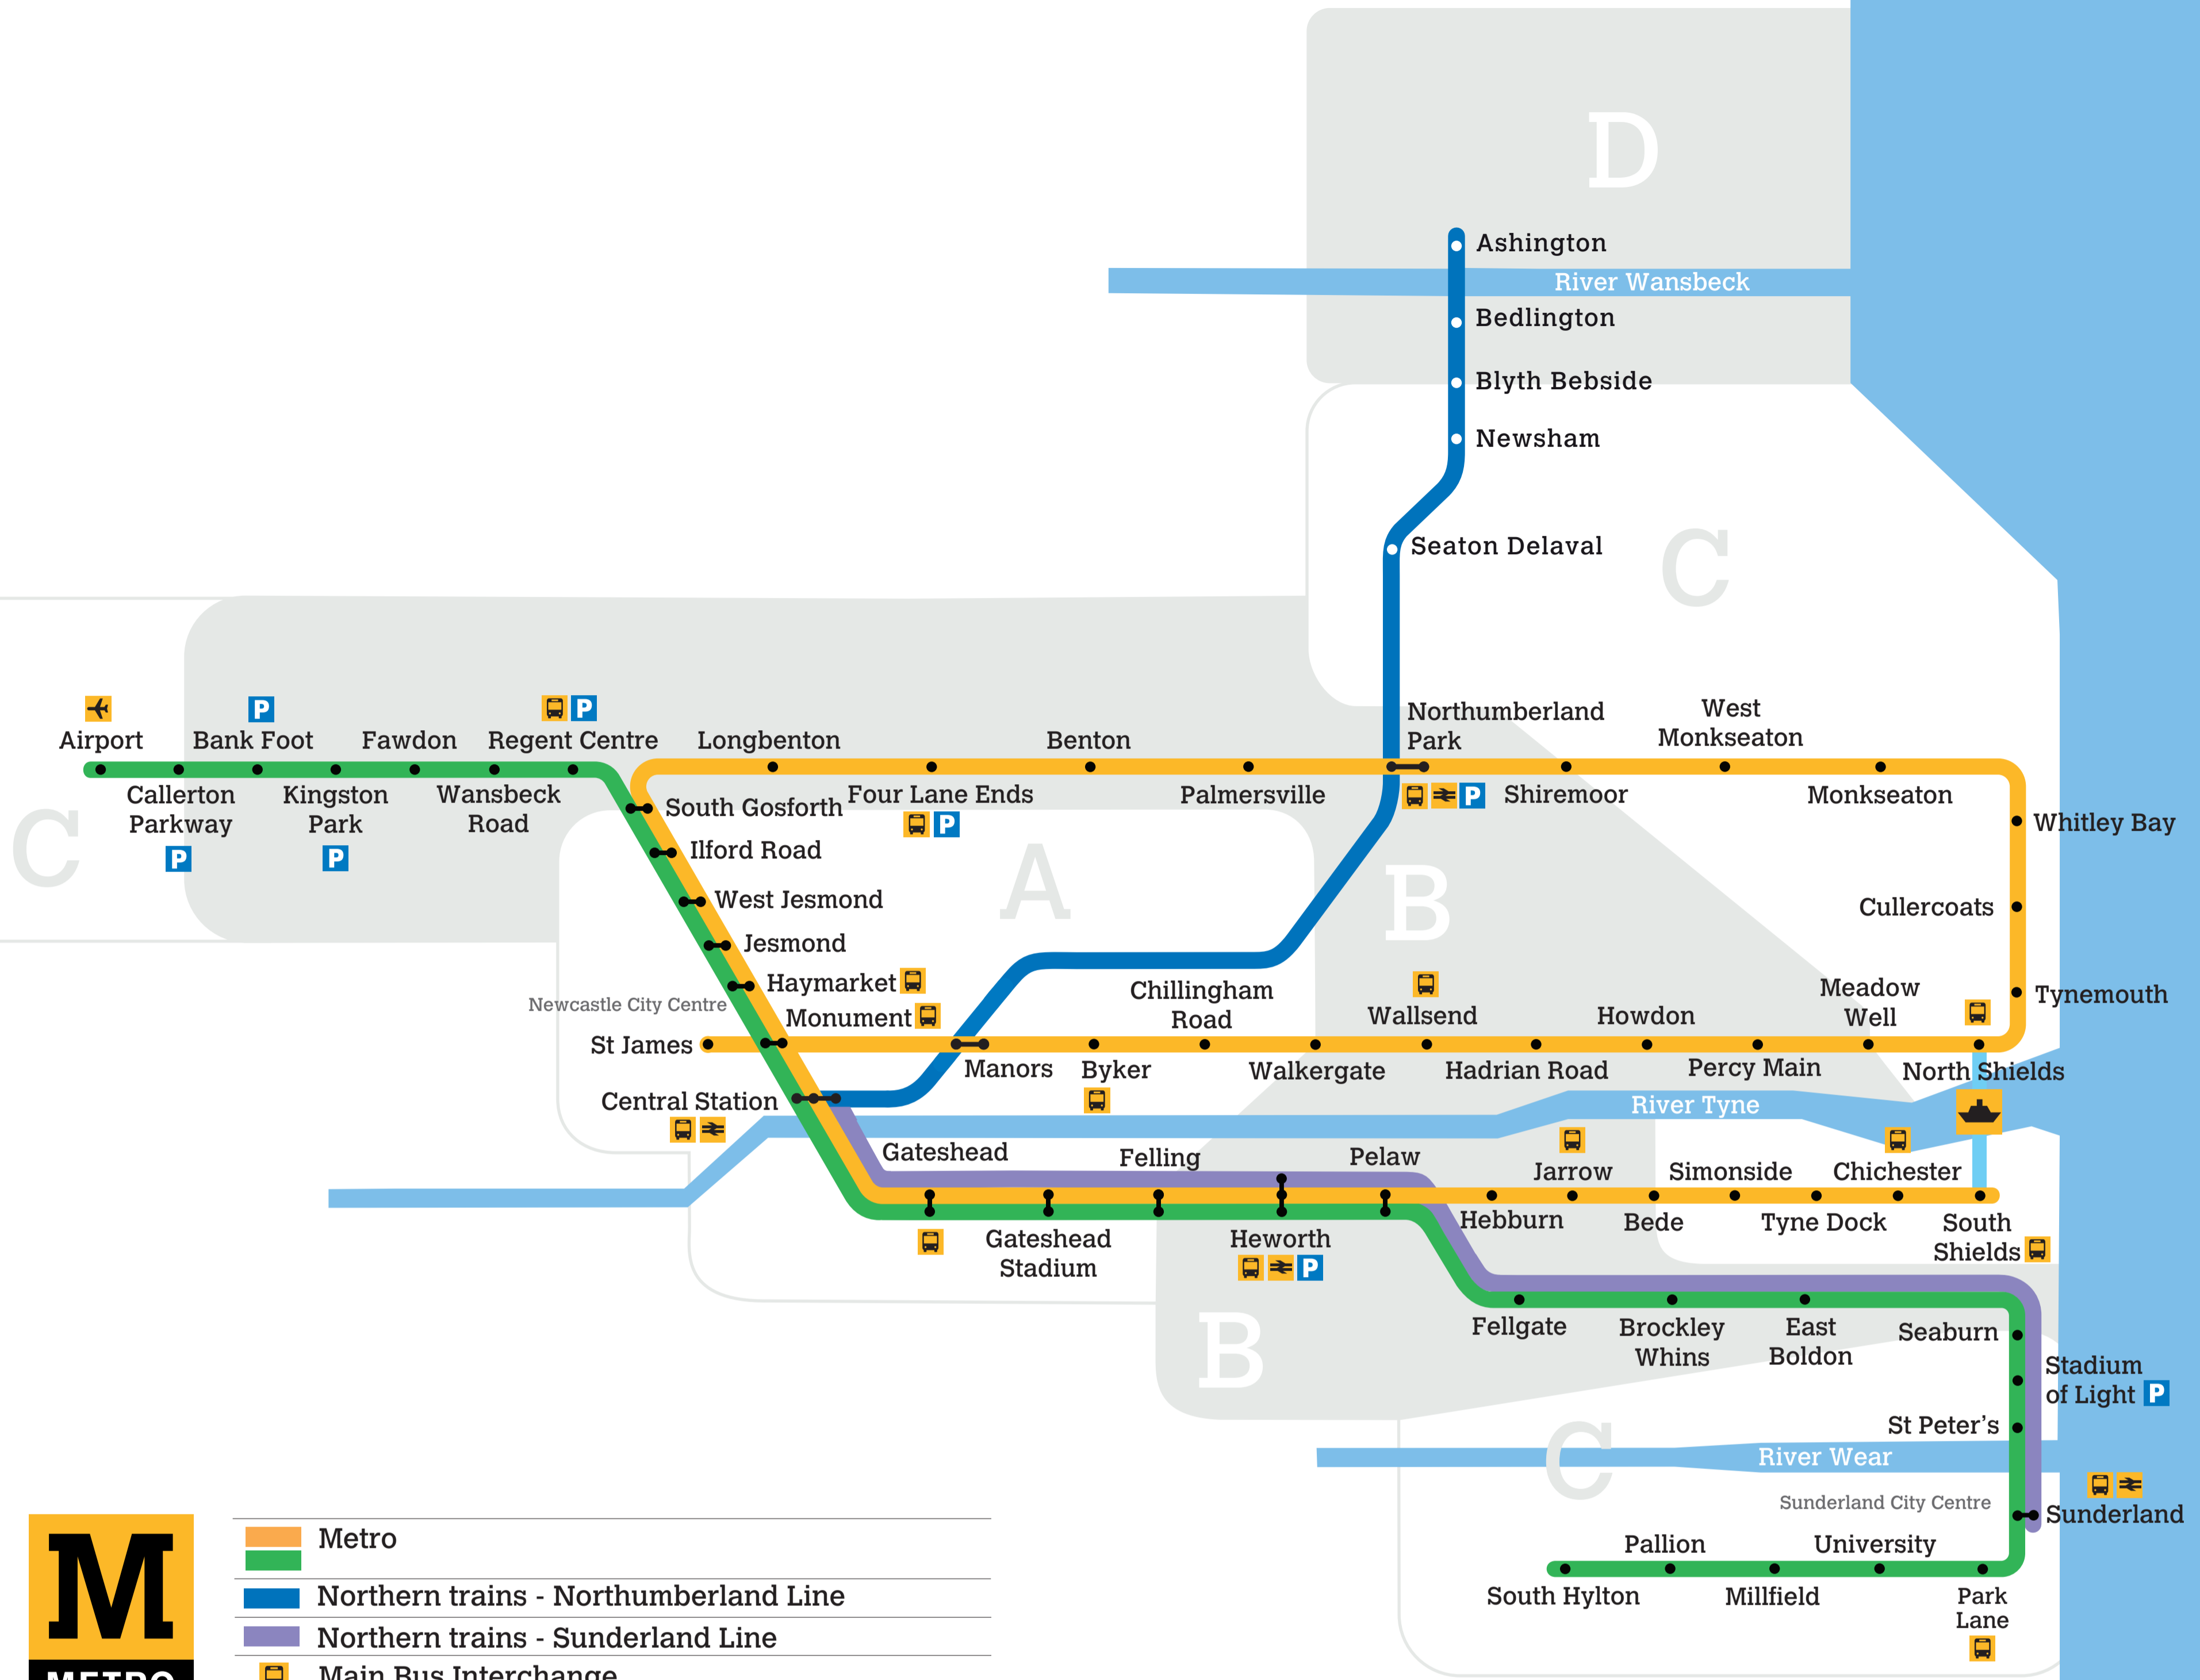 D
Ashington
River Wansbeck
Bedlington
Blyth Bebside
Newsham
C
Seaton Delaval
Airport
Bank Foot
P
Fawdon
Regent Centre
P
Longbenton
Benton
Northumberland
Park
P
West
Monkseaton
Callerton
Parkway
P
Kingston
Park
P
Wansbeck
Road
South Gosforth
Four Lane Ends
P
Palmersville
Shiremoor
Monkseaton
Whitley Bay
C
Ilford Road
A
B
West Jesmond
Cullercoats
Jesmond
Haymarket
Newcastle City Centre
Monument
Chillingham
Road
Wallsend
Howdon
Meadow
Well
Tynemouth
St James
Manors
Byker
Walkergate
Hadrian Road
Percy Main
North Shields
Central Station
River Tyne
Gateshead
Felling
Pelaw
Jarrow
Simonside
Chichester
Gateshead
Stadium
Heworth
P
Hebburn
Bede
Tyne Dock
South
Shields
B
Fellgate
Brockley
Whins
East
Boldon
Seaburn
Stadium
of Light P
St Peter's
C
River Wear
Sunderland City Centre
Sunderland
Pallion
University
South Hylton
Millfield
Park
Lane
M
METRO
Metro
Northern trains - Northumberland Line
Northern trains - Sunderland Line
Main Bus Interchange